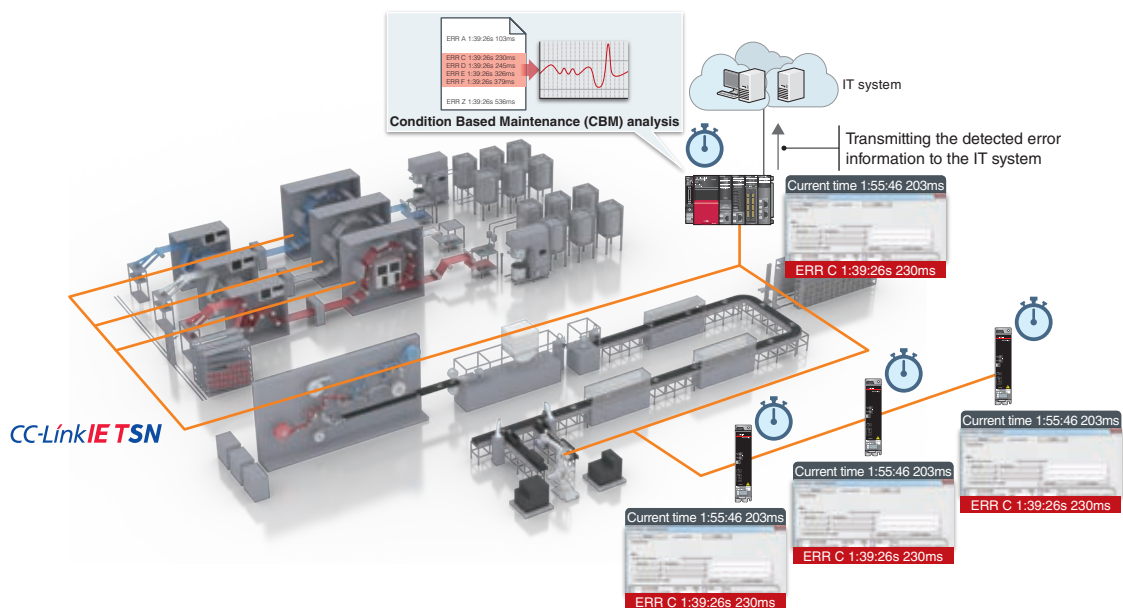 ERR A 1:39:26s 103ms
ERR C 1:39:26s 230ms
ERR D 1:39:26s 245ms
ERR E 1:39:26s 326ms
ERR F 1:39:26s 379ms
ERR Z 1:39:26s 536ms
Condition Based Maintenance (CBM) analysis
IT system
Transmitting the detected error
information to the IT system
Current time 1:55:46 203ms
ERR C 1:39:26s 230ms
CC-Link IE TSN
Current time 1:55:46 203ms
ERR C 1:39:26s 230ms
Current time 1:55:46 203ms
ERR C 1:39:26s 230ms
Current time 1:55:46 203ms
ERR C 1:39:26s 230ms